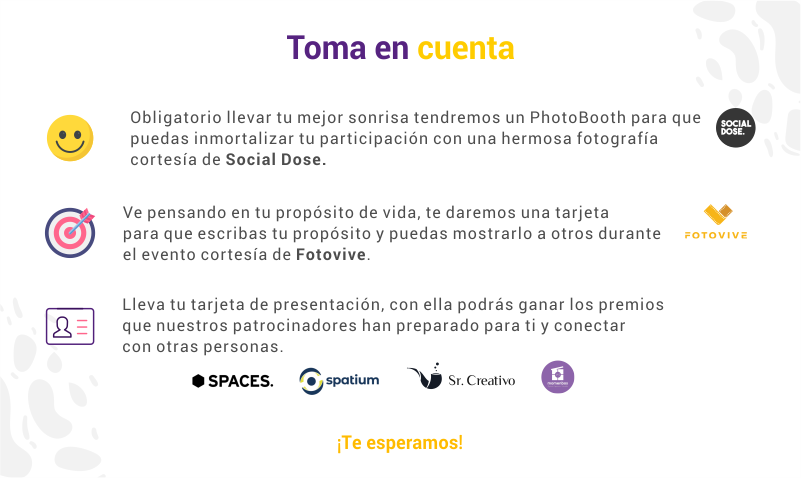 Toma en cuenta
Obligatorio llevar tu mejor sonrisa tendremos un PhotoBooth para que
puedas inmortalizar tu participación con una hermosa fotografía
cortesía de Social Dose.
SOCIAL
DOSE.
Ve pensando en tu propósito de vida, te daremos una tarjeta
para que escribas tu propósito y puedas mostrarlo a otros durante
el evento cortesía de Fotovive.
FOTOVIVE
Lleva tu tarjeta de presentación, con ella podrás ganar los premios
que nuestros patrocinadores han preparado para ti y conectar
con otras personas.
SPACES.
spatium
Sr. Creativo
¡Te esperamos!